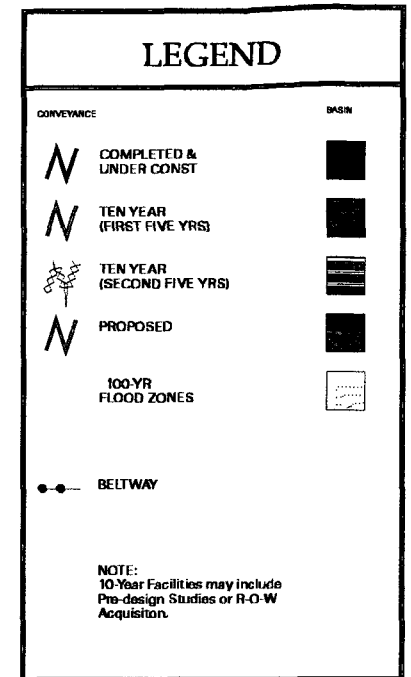 LEGEND
CONVEYANCE BASIN
COMPLETED &
UNDER CONST
TEN YEAR
(FIRST FIVE YRS)
TEN YEAR
(SECOND FIVE YRS)
PROPOSED
100-YR
FLOOD ZONES
BELTWAY
NOTE:
10-Year Facilities may include
Pre-design Studies or R-O-W
Acquisiton.